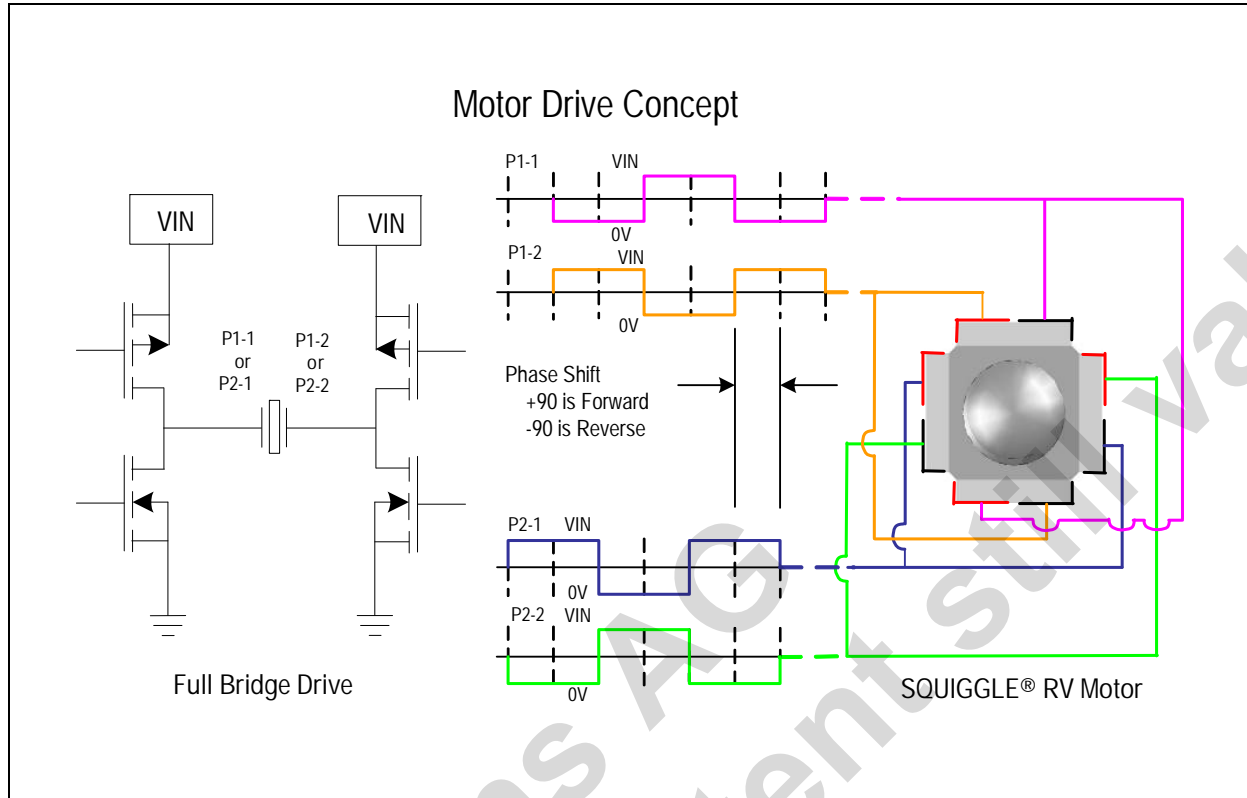 Motor Drive Concept
VIN
VIN
P1-1
or
P2-1
P1-2
or
P2-2
Full Bridge Drive
P1-1
VIN
0V
P1-2
VIN
0V
Phase Shift
+90 is Forward
-90 is Reverse
P2-1
VIN
0V
P2-2
VIN
0V
SQUIGGLE® RV Motor
AG
still